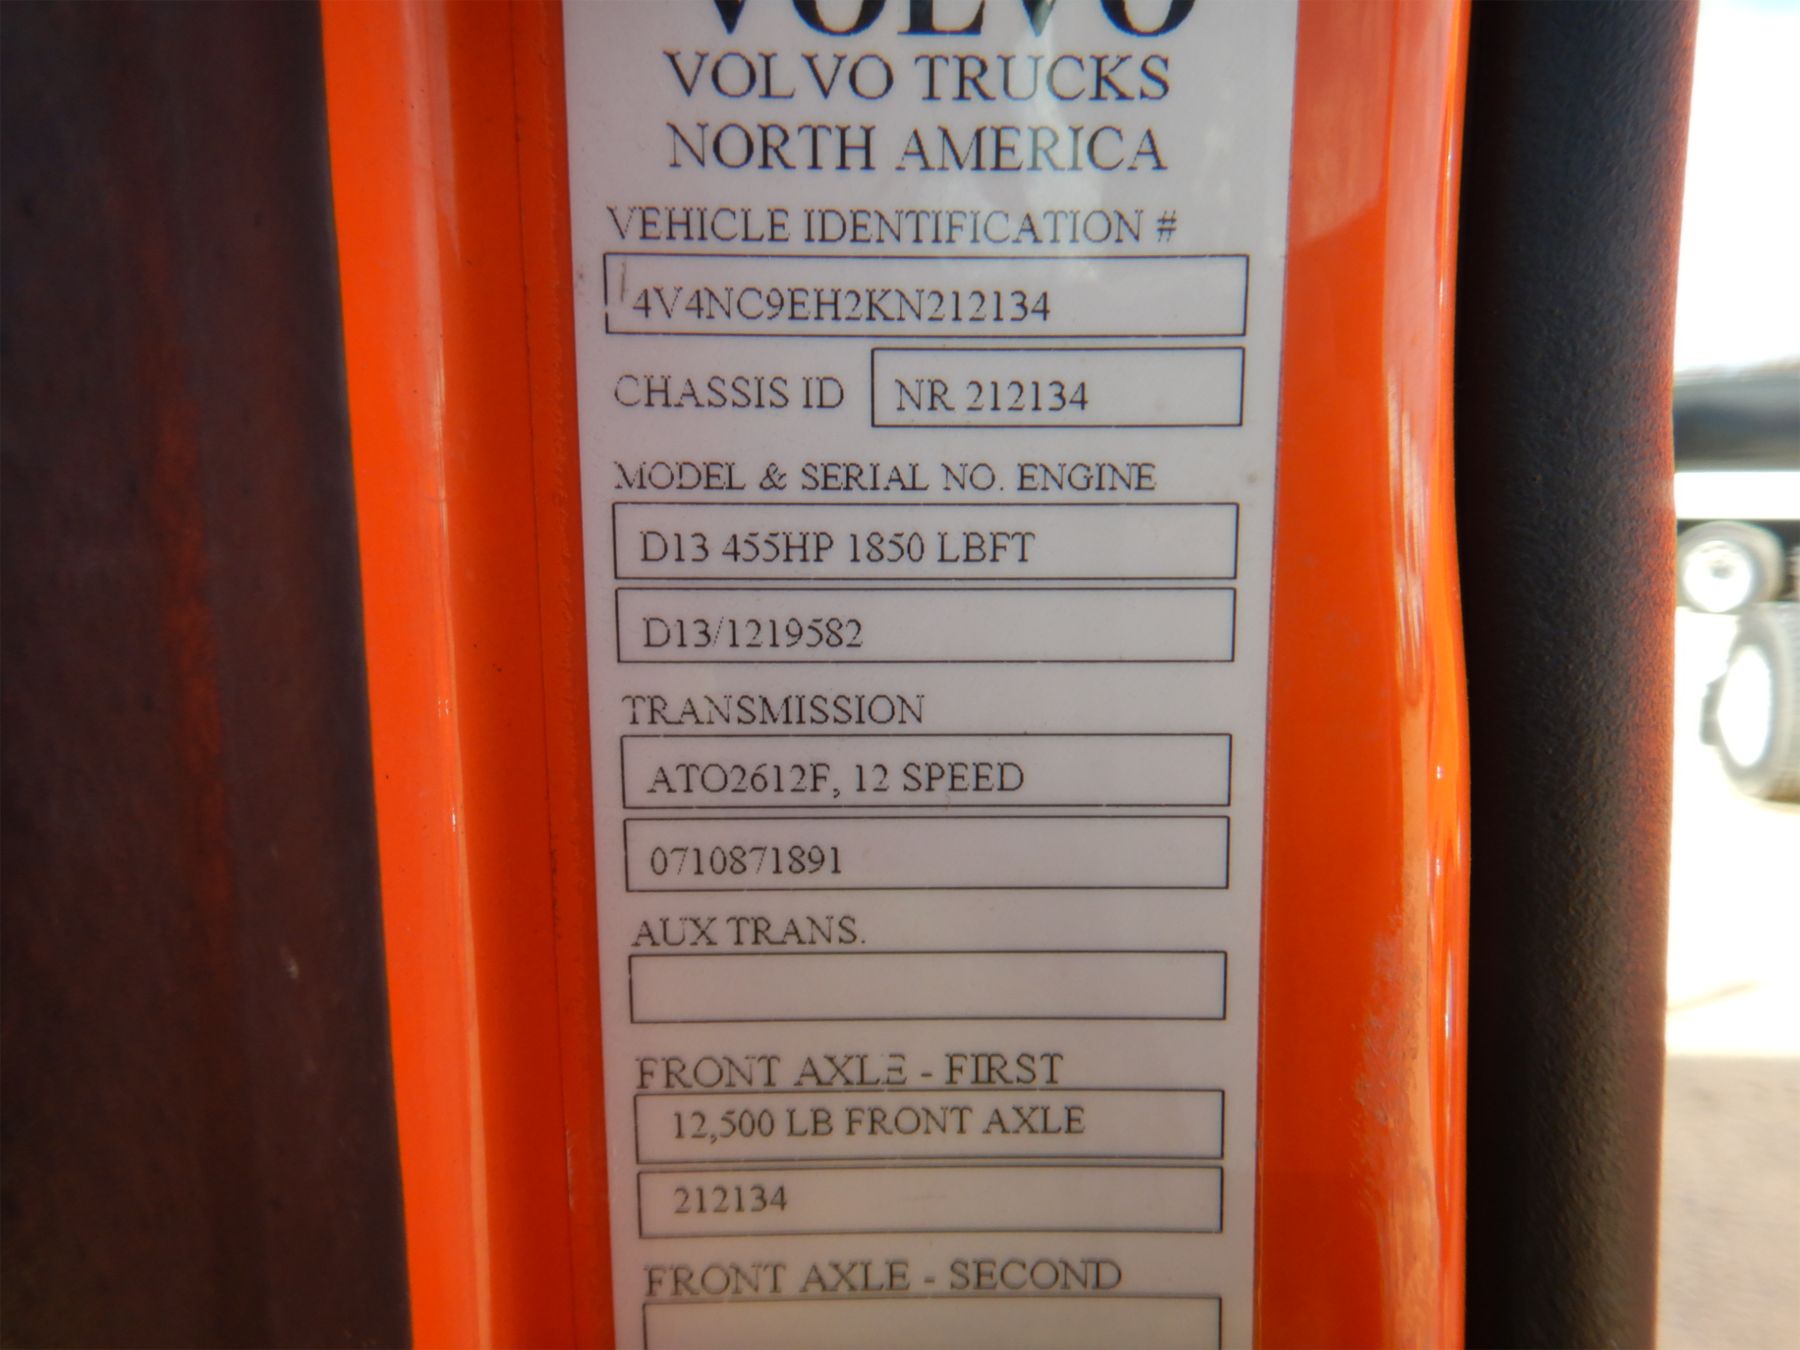 VOLVO
VOLVO TRUCKS
NORTH AMERICA
VEHICLE IDENTIFICATION #
4V4NC9EH2KN212134
CHASSIS ID NR 212134
MODEL & SERIAL NO. ENGINE
D13 455HP 1850 LBFT
D13/1219582
TRANSMISSION
ATO2612F, 12 SPEED
0710871891
AUX TRANS.
FRONT AXLE - FIRST
12,500 LB FRONT AXLE
212134
FRONT AXLE - SECOND